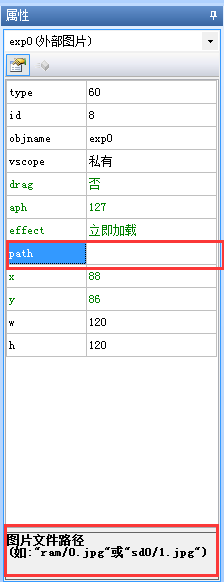 属性
exp0(外部图片)
type 60
id 8
objname exp0
vscope 私有
drag 否
aph 127
effect 立即加载
path
x 88
y 86
w 120
h 120
图片文件路径
(如:"ram/0.jpg"或"sd0/1.jpg")